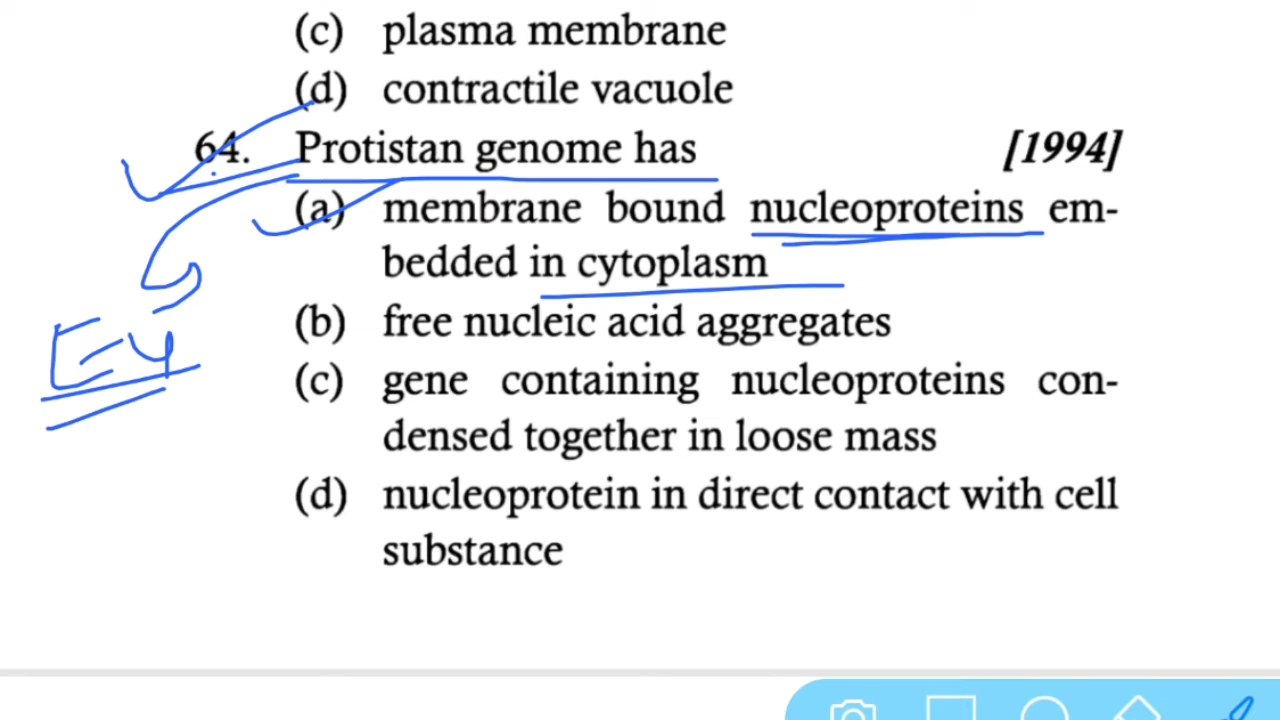 (c) plasma membrane
(d) contractile vacuole
64. Protistan genome has [1994]
(a) membrane bound nucleoproteins em-
bedded in cytoplasm
(b) free nucleic acid aggregates
(c) gene containing nucleoproteins con-
densed together in loose mass
(d) nucleoprotein in direct contact with cell
substance